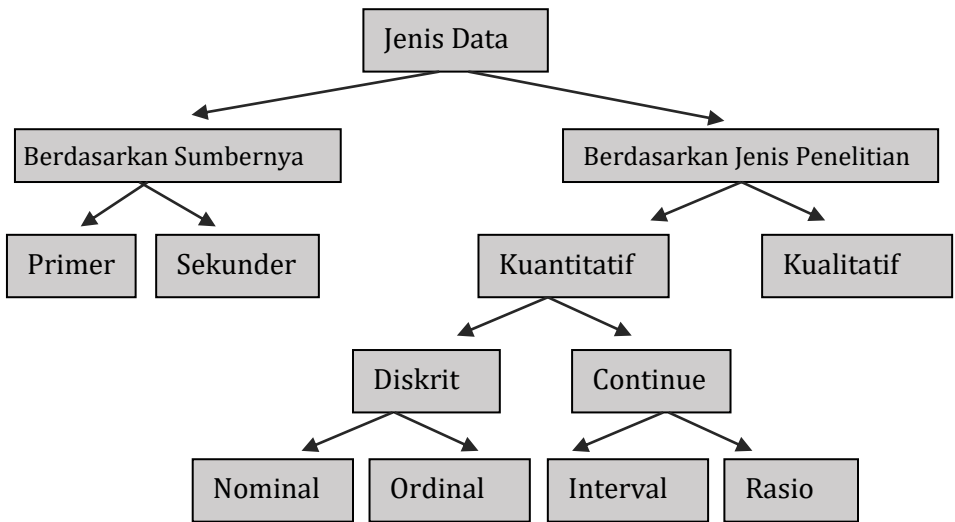 Jenis Data
Berdasarkan Sumbernya
Berdasarkan Jenis Penelitian
Primer
Sekunder
Kuantitatif
Kualitatif
Diskrit
Continue
Nominal
Ordinal
Interval
Rasio